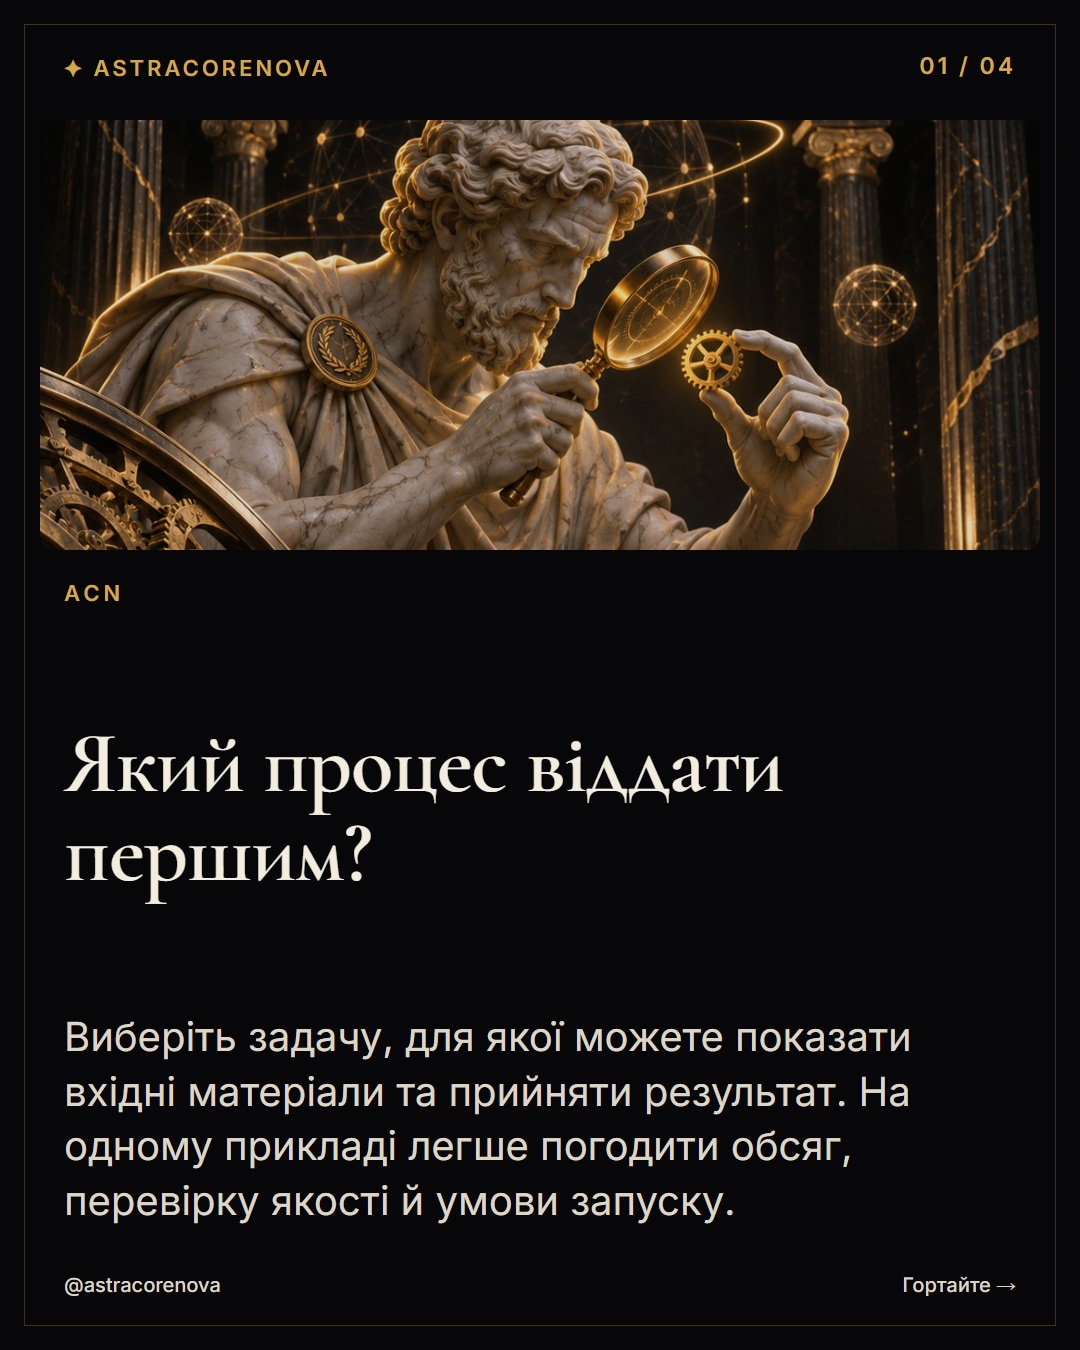 ✦ ASTRACORENOVA
01 / 04
ACN
Який процес віддати
першим?
Виберіть задачу, для якої можете показати
вхідні матеріали та прийняти результат. На
одному прикладі легше погодити обсяг,
перевірку якості й умови запуску.
@astracorenova
Гортайте →